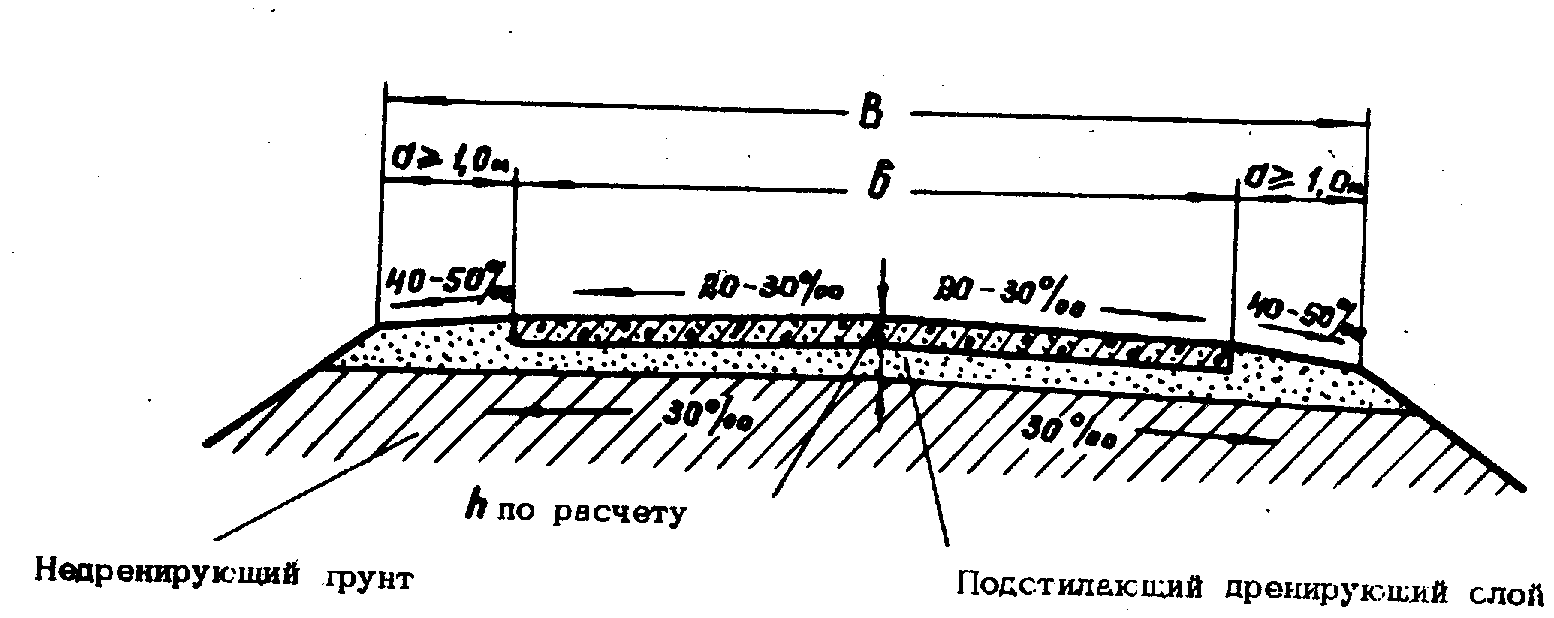 В
σ ≥ 1,0м
б
σ ≥ 1,0м
40-50‰
20-30‰
20-30‰
40-50‰
30‰
30‰
h по расчету
Недренирующий грунт
Подстилающий дренирующий слой